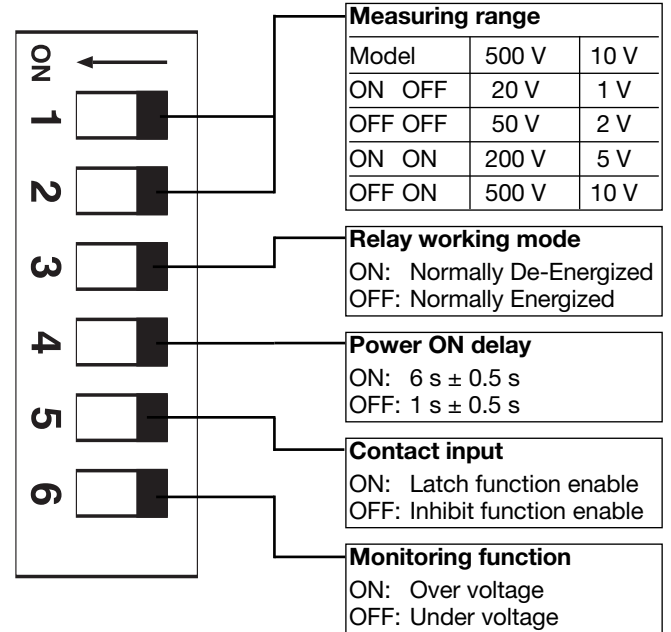 ON
1
2
3
4
5
6
Measuring range
Model 500 V 10 V
ON OFF 20 V 1 V
OFF OFF 50 V 2 V
ON ON 200 V 5 V
OFF ON 500 V 10 V
Relay working mode
ON: Normally De-Energized
OFF: Normally Energized
Power ON delay
ON: 6 s ± 0.5 s
OFF: 1 s ± 0.5 s
Contact input
ON: Latch function enable
OFF: Inhibit function enable
Monitoring function
ON: Over voltage
OFF: Under voltage